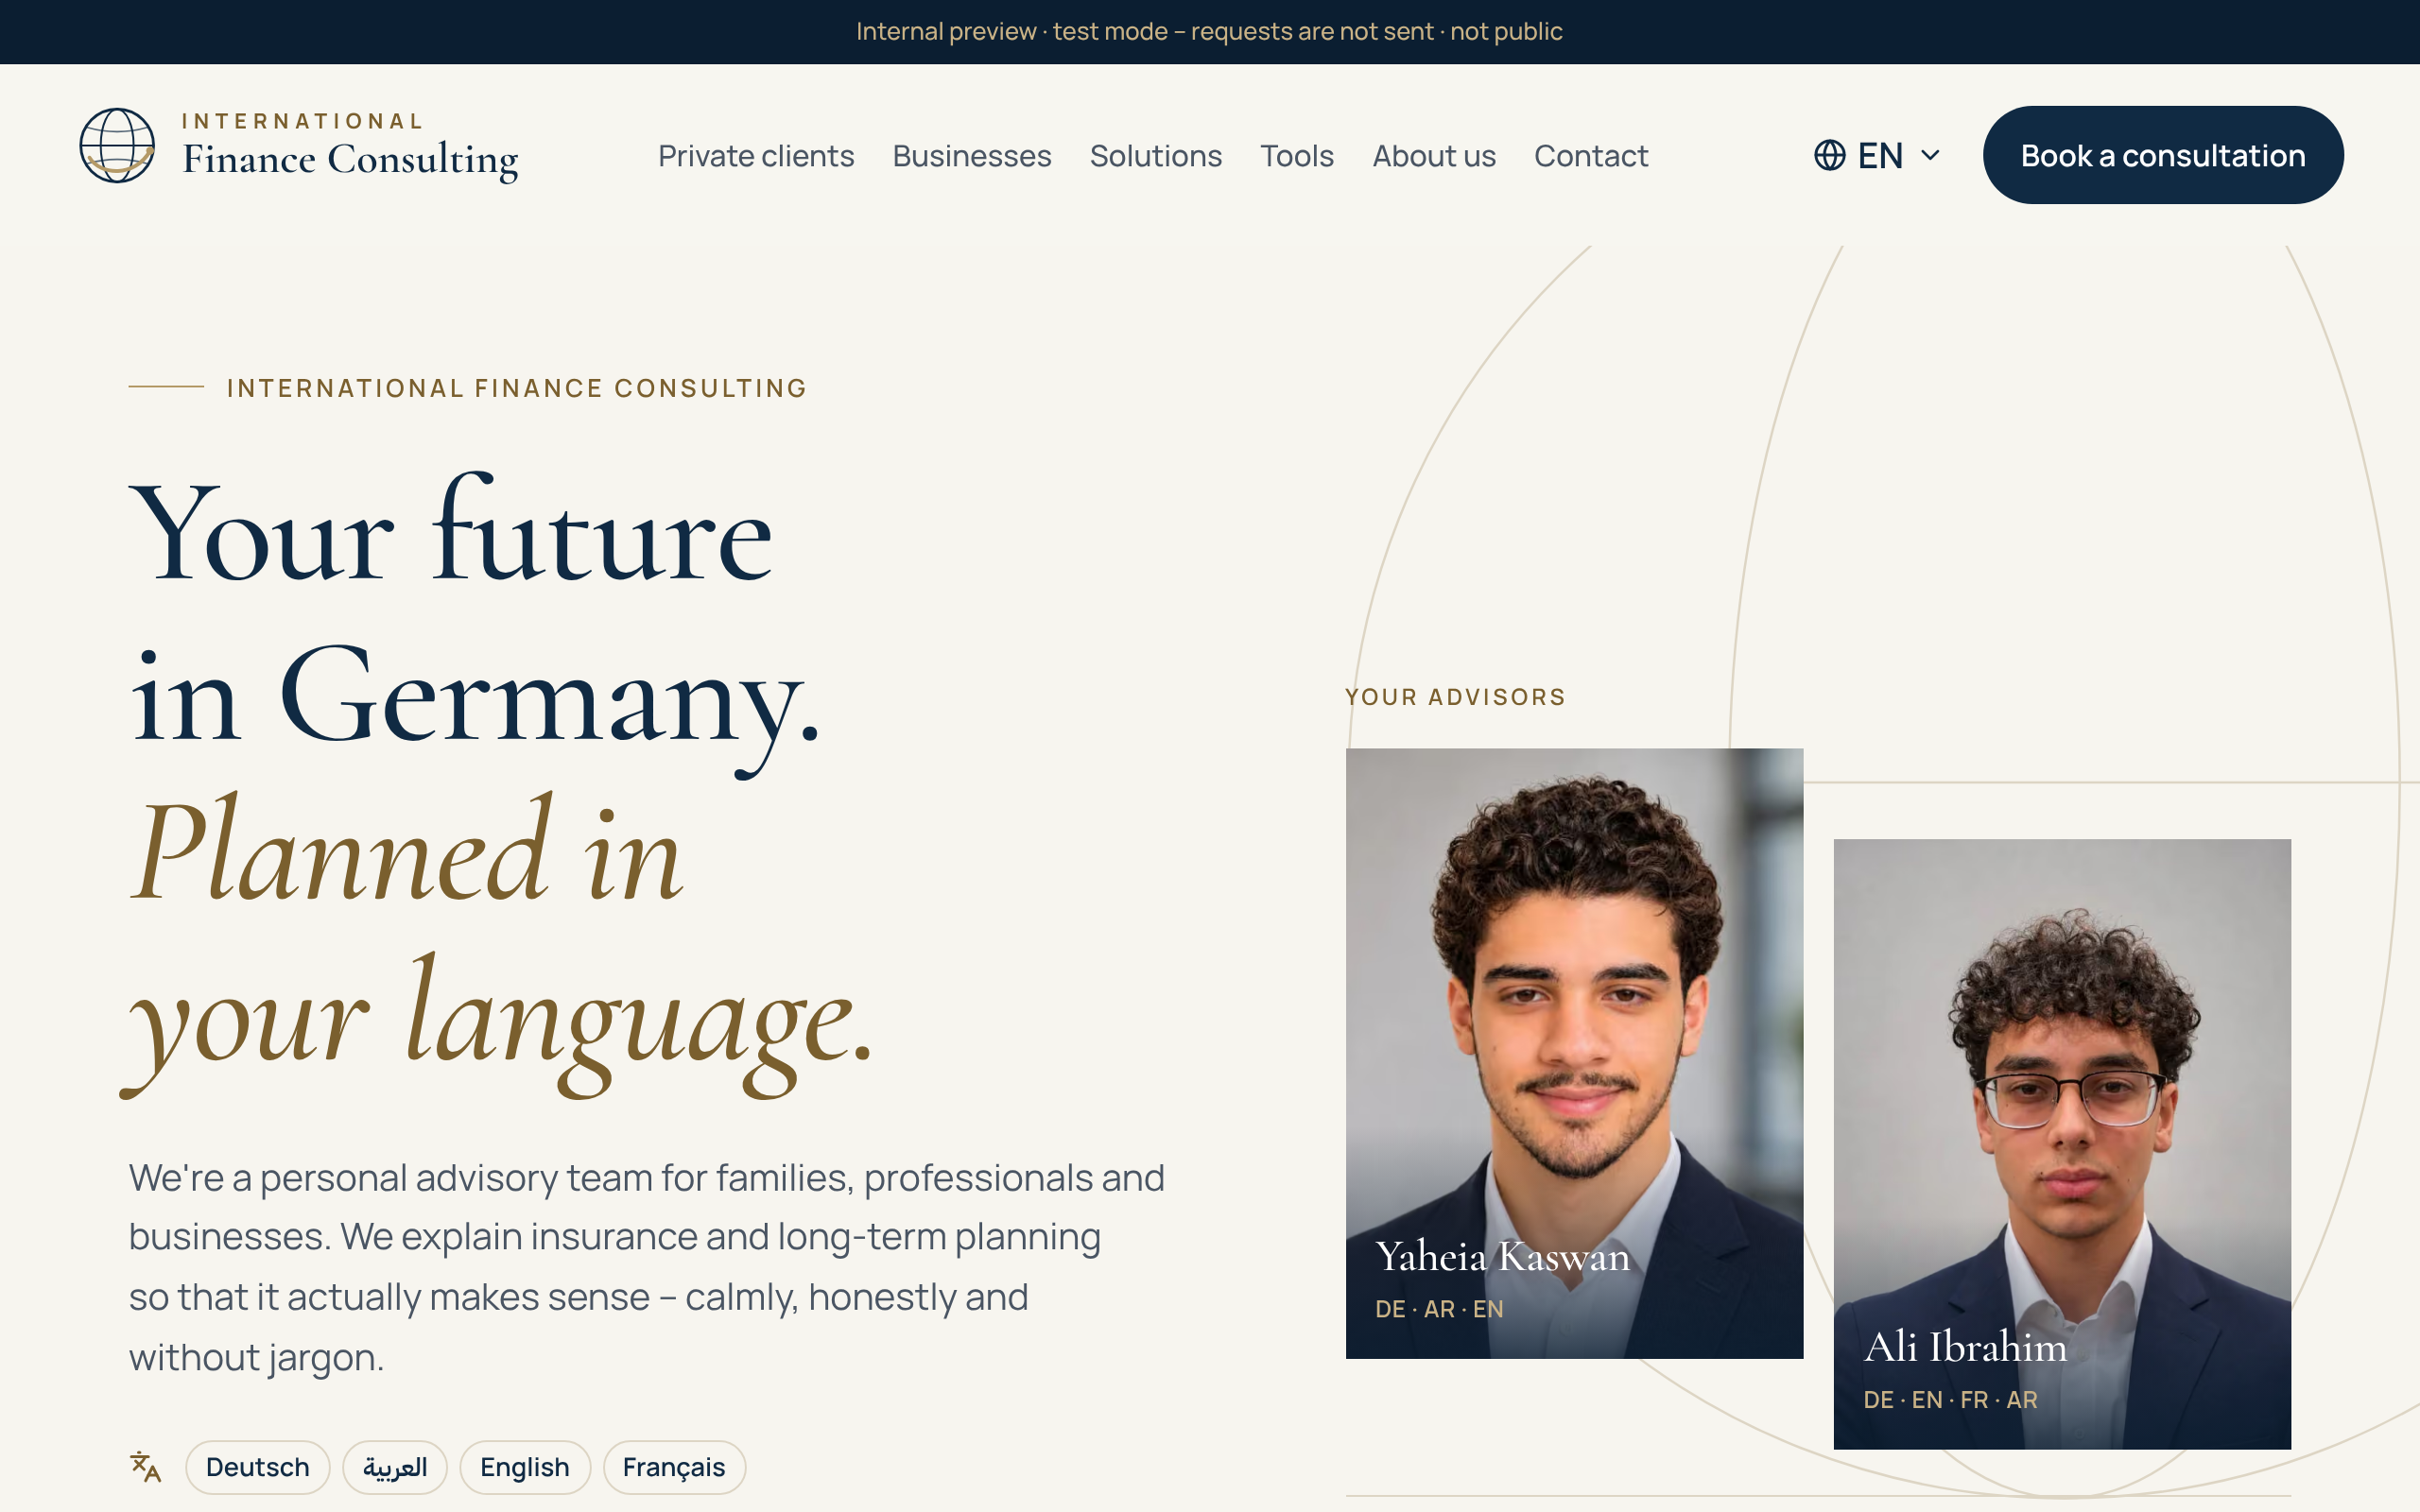 Internal preview · test mode – requests are not sent · not public
INTERNATIONAL
Finance Consulting
Private clients
Businesses
Solutions
Tools
About us
Contact
EN
Book a consultation
INTERNATIONAL FINANCE CONSULTING
Your future
in Germany.
Planned in
your language.
We're a personal advisory team for families, professionals and
businesses. We explain insurance and long-term planning
so that it actually makes sense – calmly, honestly and
without jargon.
Deutsch
العربية
English
Français
YOUR ADVISORS
Yaheia Kaswan
DE · AR · EN
Ali Ibrahim
DE · EN · FR · AR